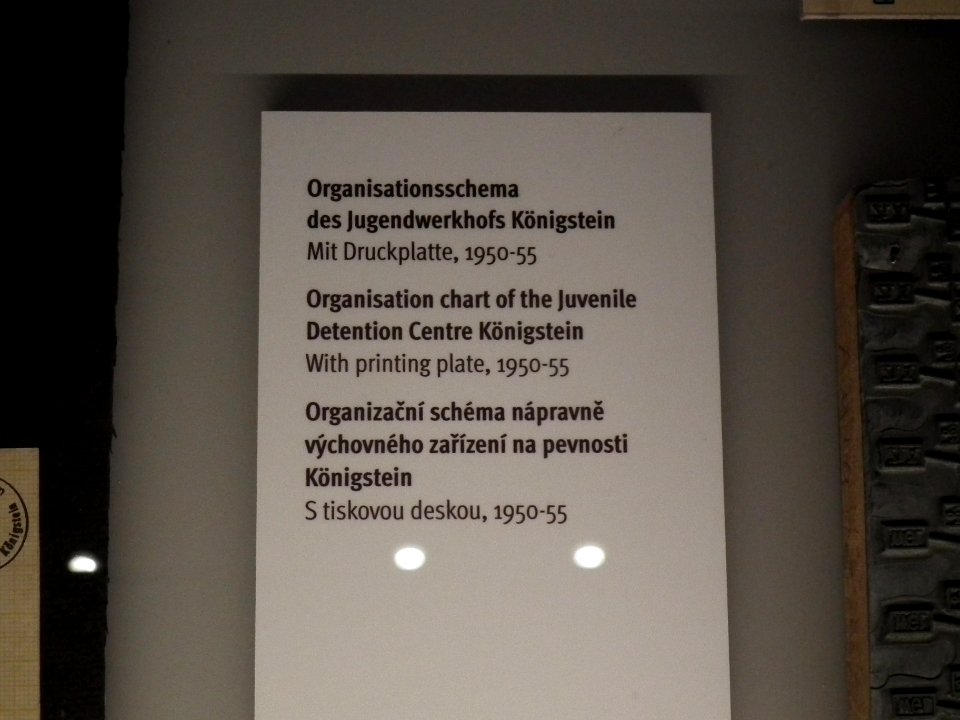 Organisationsschema
des Jugendwerkhofs Königstein
Mit Druckplatte, 1950-55
Organisation chart of the Juvenile
Detention Centre Königstein
With printing plate, 1950-55
Organizační schéma nápravně
výchovného zařízení na pevnosti
Königstein
S tiskovou deskou, 1950-55
Königstein